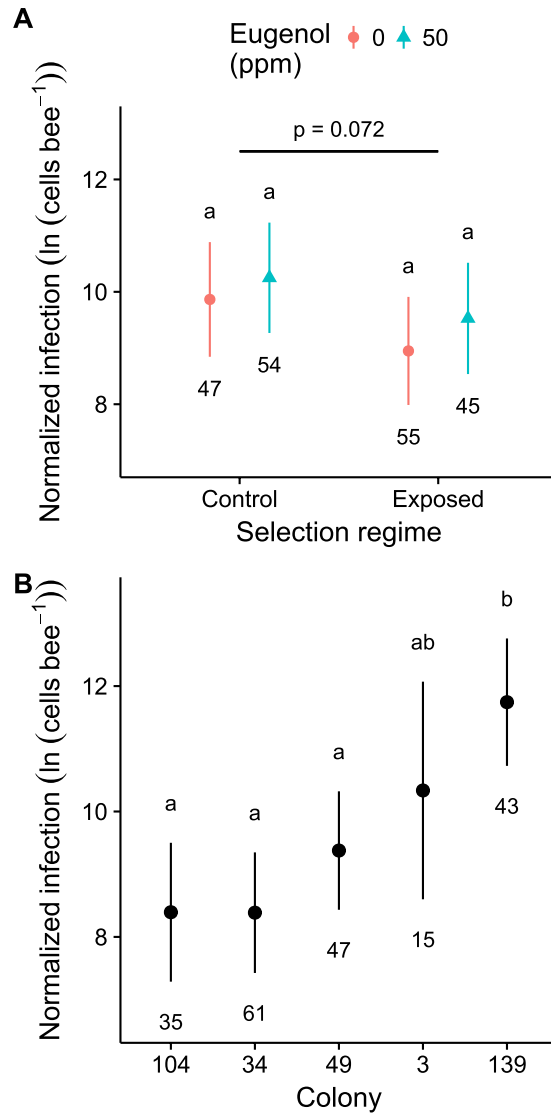 A
Eugenol
(ppm)
0
50
Normalized infection (ln (cells bee⁻¹))
p = 0.072
12
10
8
a
a
a
a
47
54
55
45
Control
Exposed
Selection regime
B
Normalized infection (ln (cells bee⁻¹))
12
10
8
a
a
a
ab
b
35
61
47
15
43
104
34
49
3
139
Colony